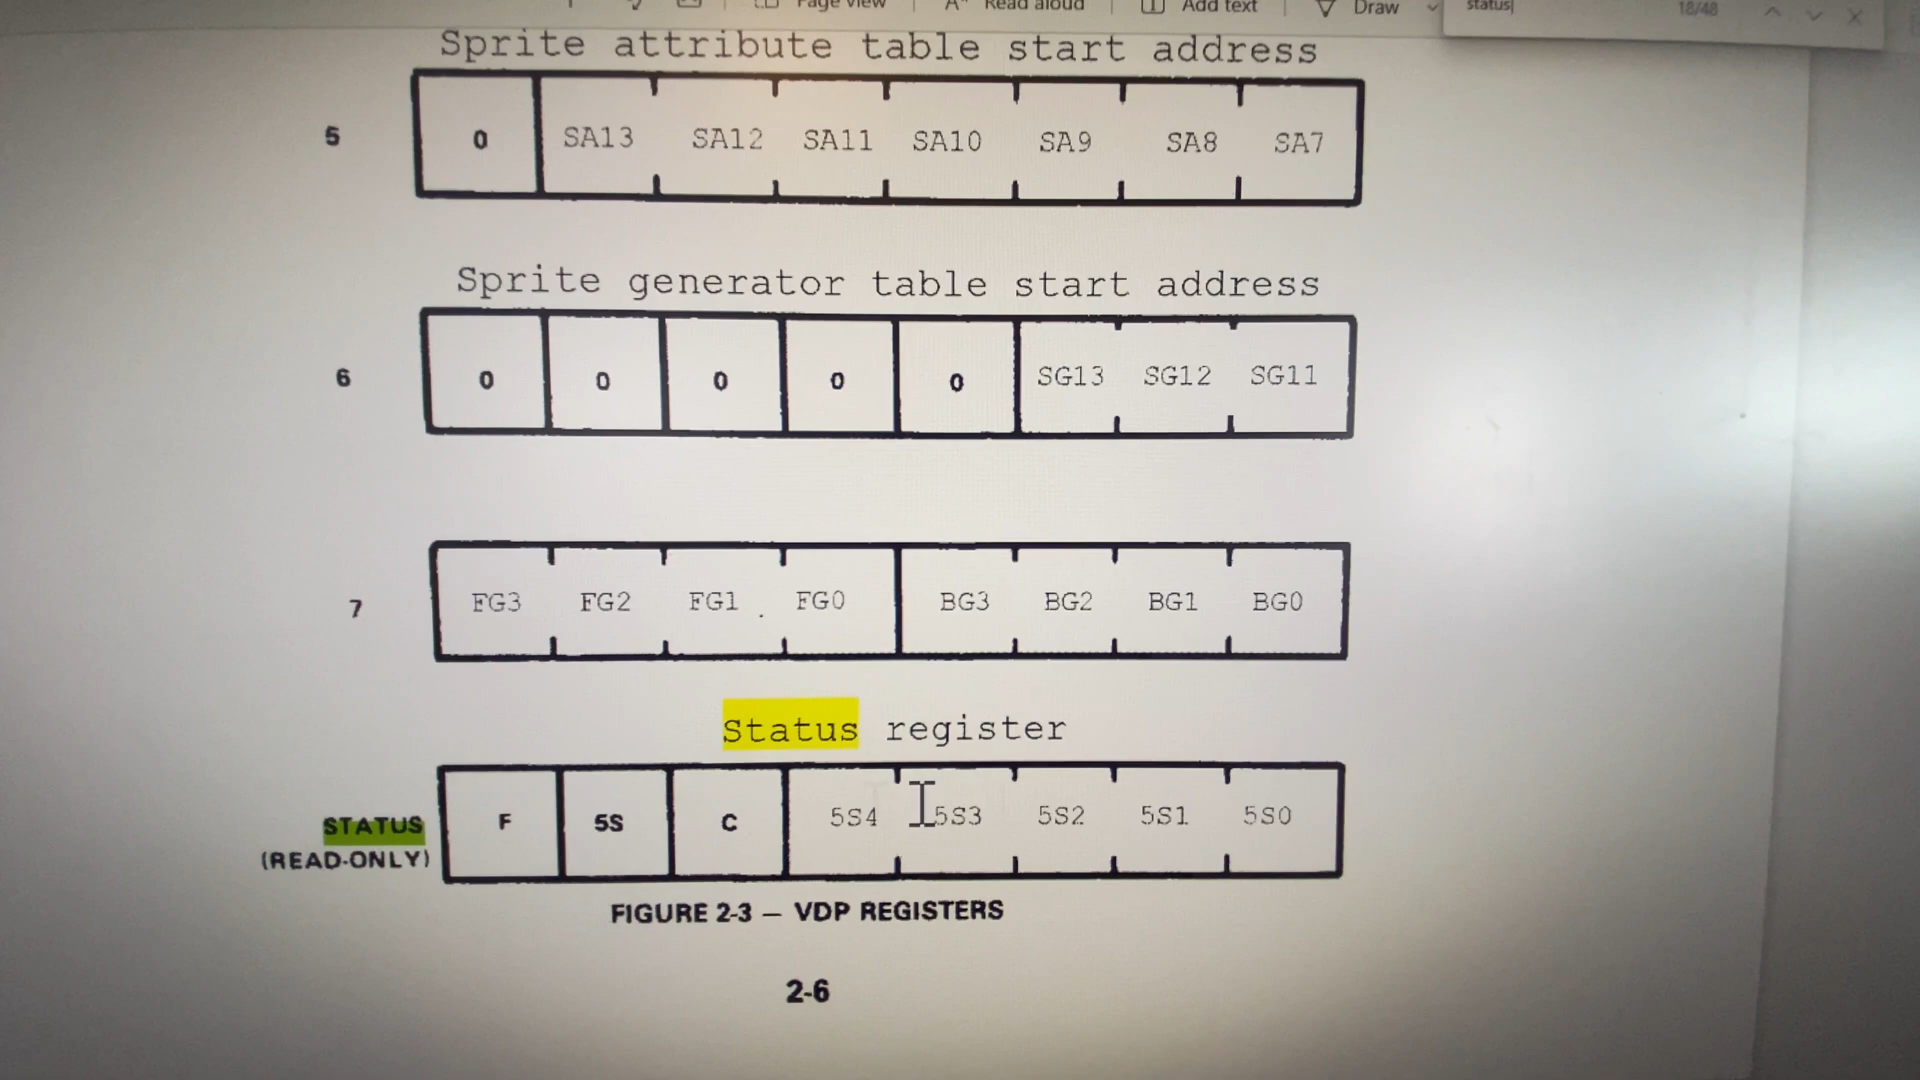 Page view Read aloud Add text Draw status 18/48
Sprite attribute table start address
5 0 SA13 SA12 SA11 SA10 SA9 SA8 SA7
Sprite generator table start address
6 0 0 0 0 0 SG13 SG12 SG11
7 FG3 FG2 FG1 FG0 BG3 BG2 BG1 BG0
Status register
STATUS F 5S C 5S4 5S3 5S2 5S1 5S0
(READ-ONLY)
FIGURE 2-3 — VDP REGISTERS
2-6